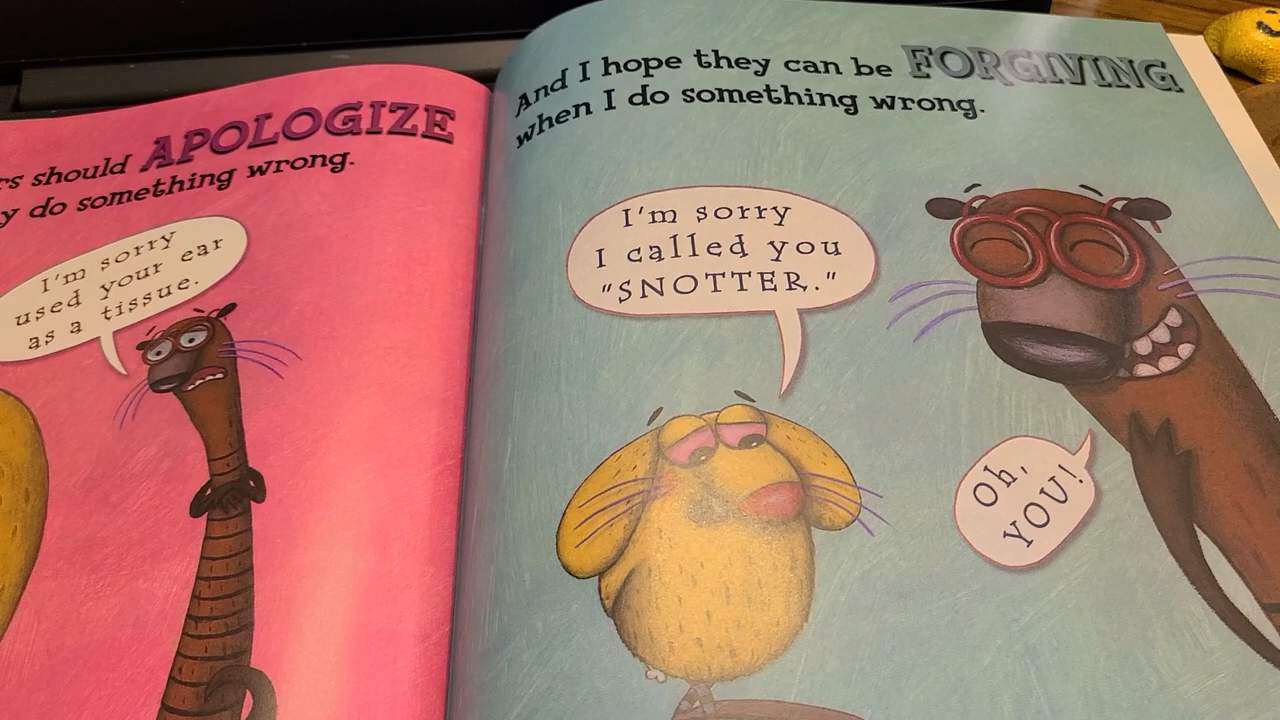 rs should APOLOGIZE
y do something wrong.
I'm sorry
used your ear
as a tissue.
And I hope they can be FORGIVING
when I do something wrong.
I'm sorry
I called you
"SNOTTER."
Oh,
YOU!